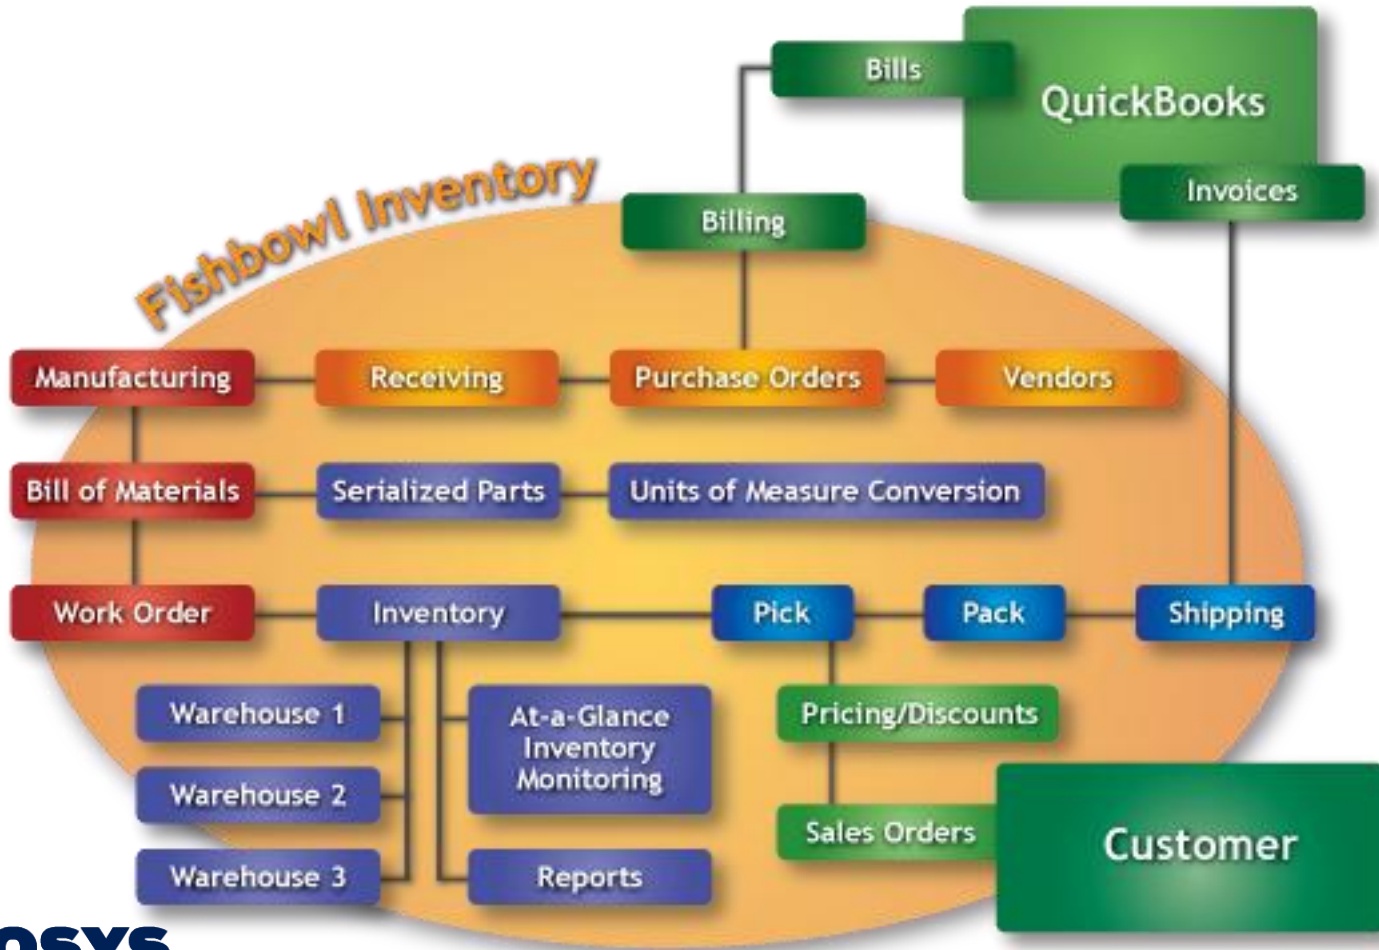 Bills
QuickBooks
Invoices
Fishbowl Inventory
Billing
Manufacturing
Receiving
Purchase Orders
Vendors
Bill of Materials
Serialized Parts
Units of Measure Conversion
Work Order
Inventory
Pick
Pack
Shipping
Warehouse 1
At-a-Glance
Inventory
Monitoring
Pricing/Discounts
Warehouse 2
Sales Orders
Customer
Warehouse 3
Reports